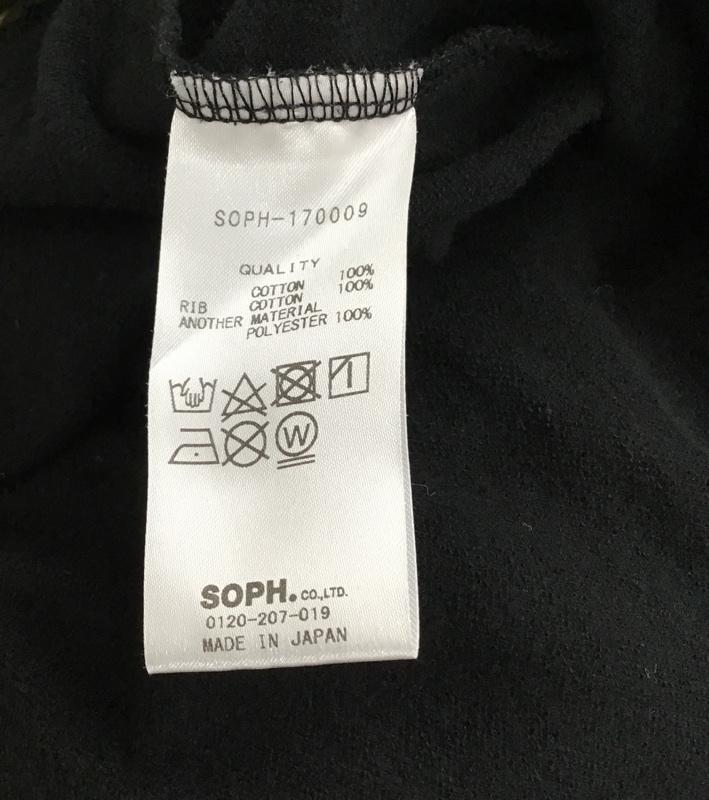 SOPH-170009
QUALITY
COTTON 100%
RIB COTTON 100%
ANOTHER MATERIAL
POLYESTER 100%
W
SOPH. CO.,LTD.
0120-207-019
MADE IN JAPAN